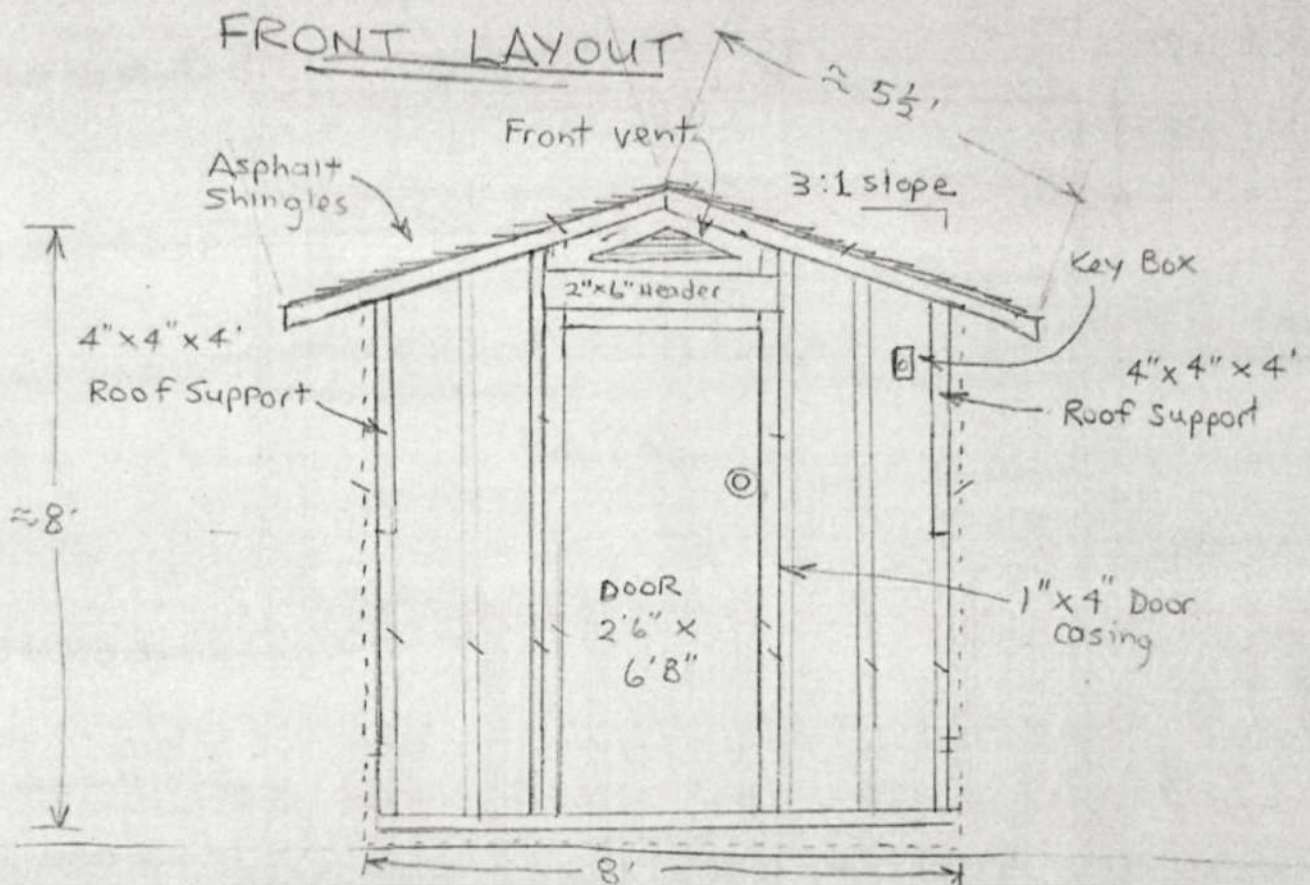 FRONT LAYOUT
≈ 5½'
Front vent
Asphalt
Shingles
3:1 slope
Key Box
2"x6" Header
4"x4"x4'
Roof Support
4"x4"x4'
Roof Support
≈8'
DOOR
2'6" x
6'8"
1"x4" Door
casing
8'